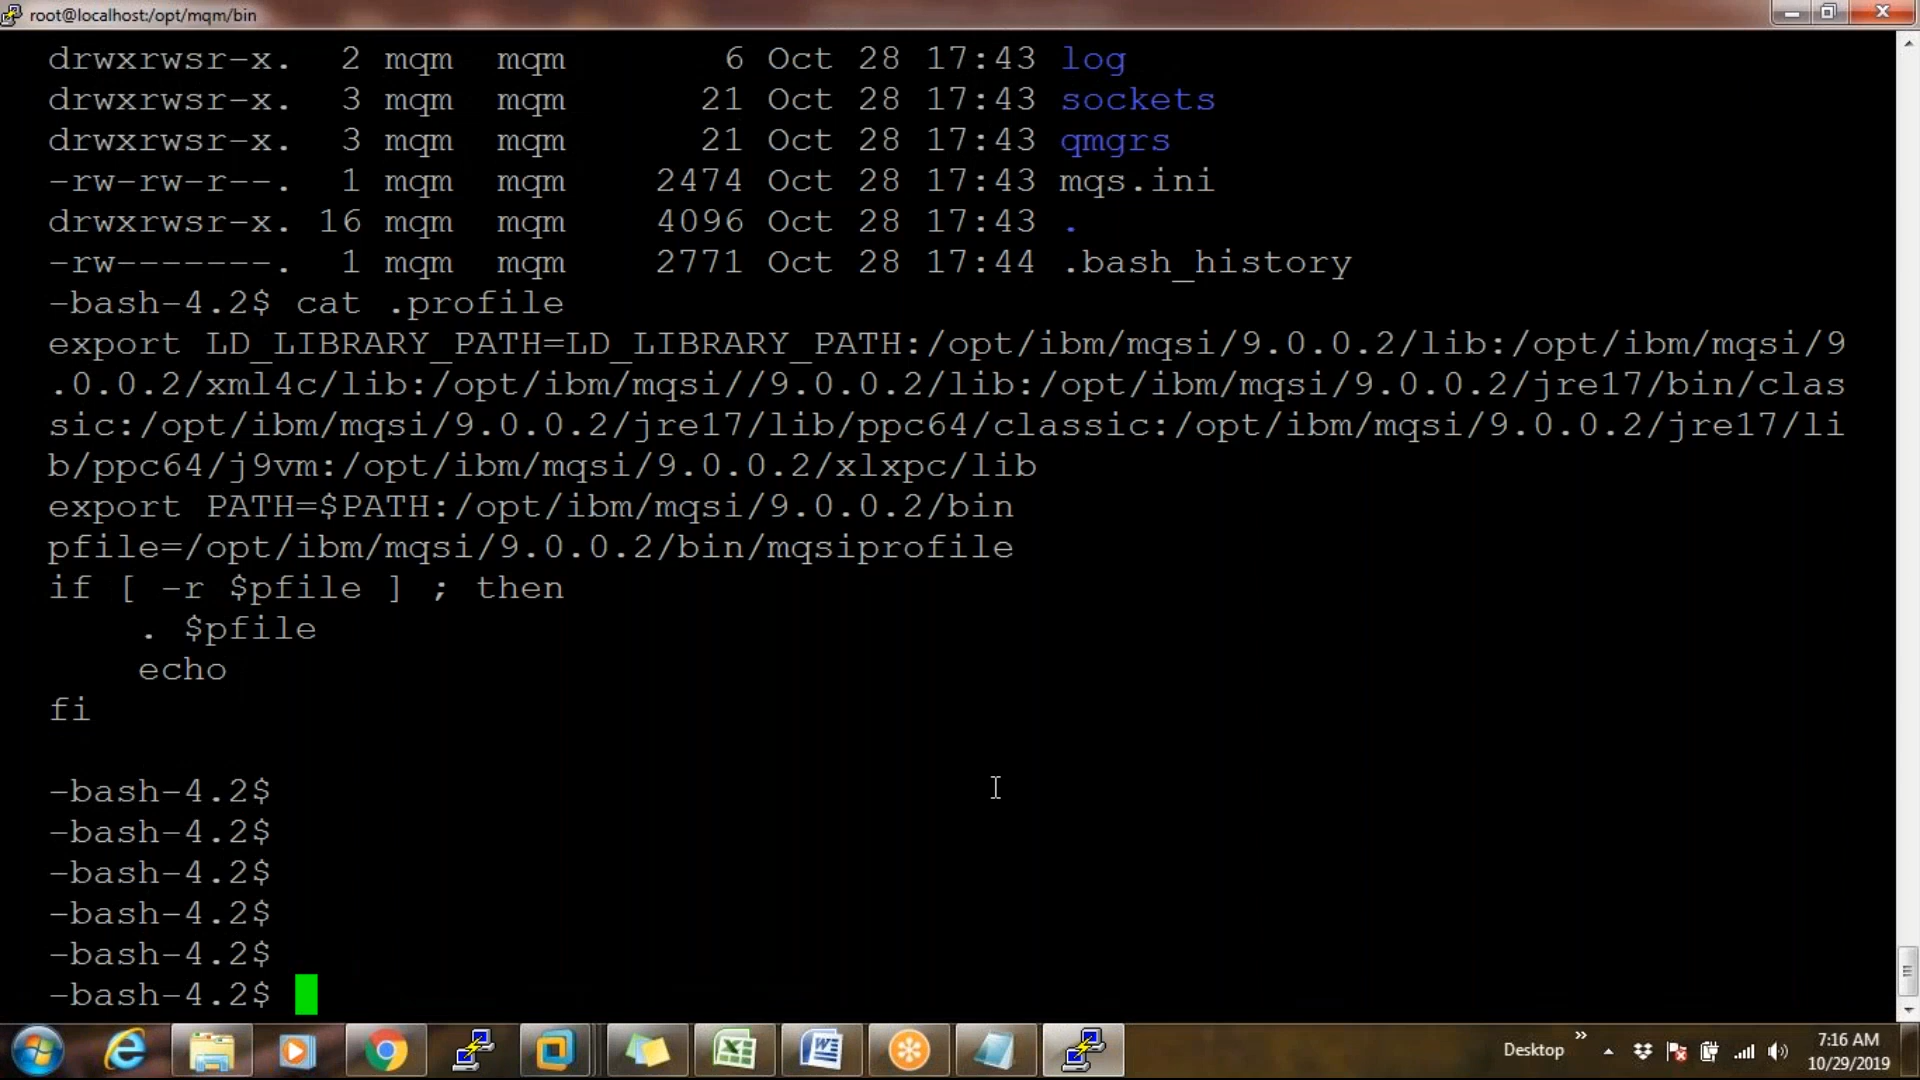 root@localhost:/opt/mqm/bin
drwxrwsr-x.  2 mqm  mqm       6 Oct 28 17:43 log
drwxrwsr-x.  3 mqm  mqm      21 Oct 28 17:43 sockets
drwxrwsr-x.  3 mqm  mqm      21 Oct 28 17:43 qmgrs
-rw-rw-r--.  1 mqm  mqm    2474 Oct 28 17:43 mqs.ini
drwxrwsr-x. 16 mqm  mqm    4096 Oct 28 17:43 .
-rw-------.  1 mqm  mqm    2771 Oct 28 17:44 .bash_history
-bash-4.2$ cat .profile
export LD_LIBRARY_PATH=LD_LIBRARY_PATH:/opt/ibm/mqsi/9.0.0.2/lib:/opt/ibm/mqsi/9
.0.0.2/xml4c/lib:/opt/ibm/mqsi//9.0.0.2/lib:/opt/ibm/mqsi/9.0.0.2/jre17/bin/clas
sic:/opt/ibm/mqsi/9.0.0.2/jre17/lib/ppc64/classic:/opt/ibm/mqsi/9.0.0.2/jre17/li
b/ppc64/j9vm:/opt/ibm/mqsi/9.0.0.2/xlxpc/lib
export PATH=$PATH:/opt/ibm/mqsi/9.0.0.2/bin
pfile=/opt/ibm/mqsi/9.0.0.2/bin/mqsiprofile
if [ -r $pfile ] ; then
    . $pfile
    echo
fi
-bash-4.2$
-bash-4.2$
-bash-4.2$
-bash-4.2$
-bash-4.2$
-bash-4.2$
Desktop
7:16 AM
10/29/2019